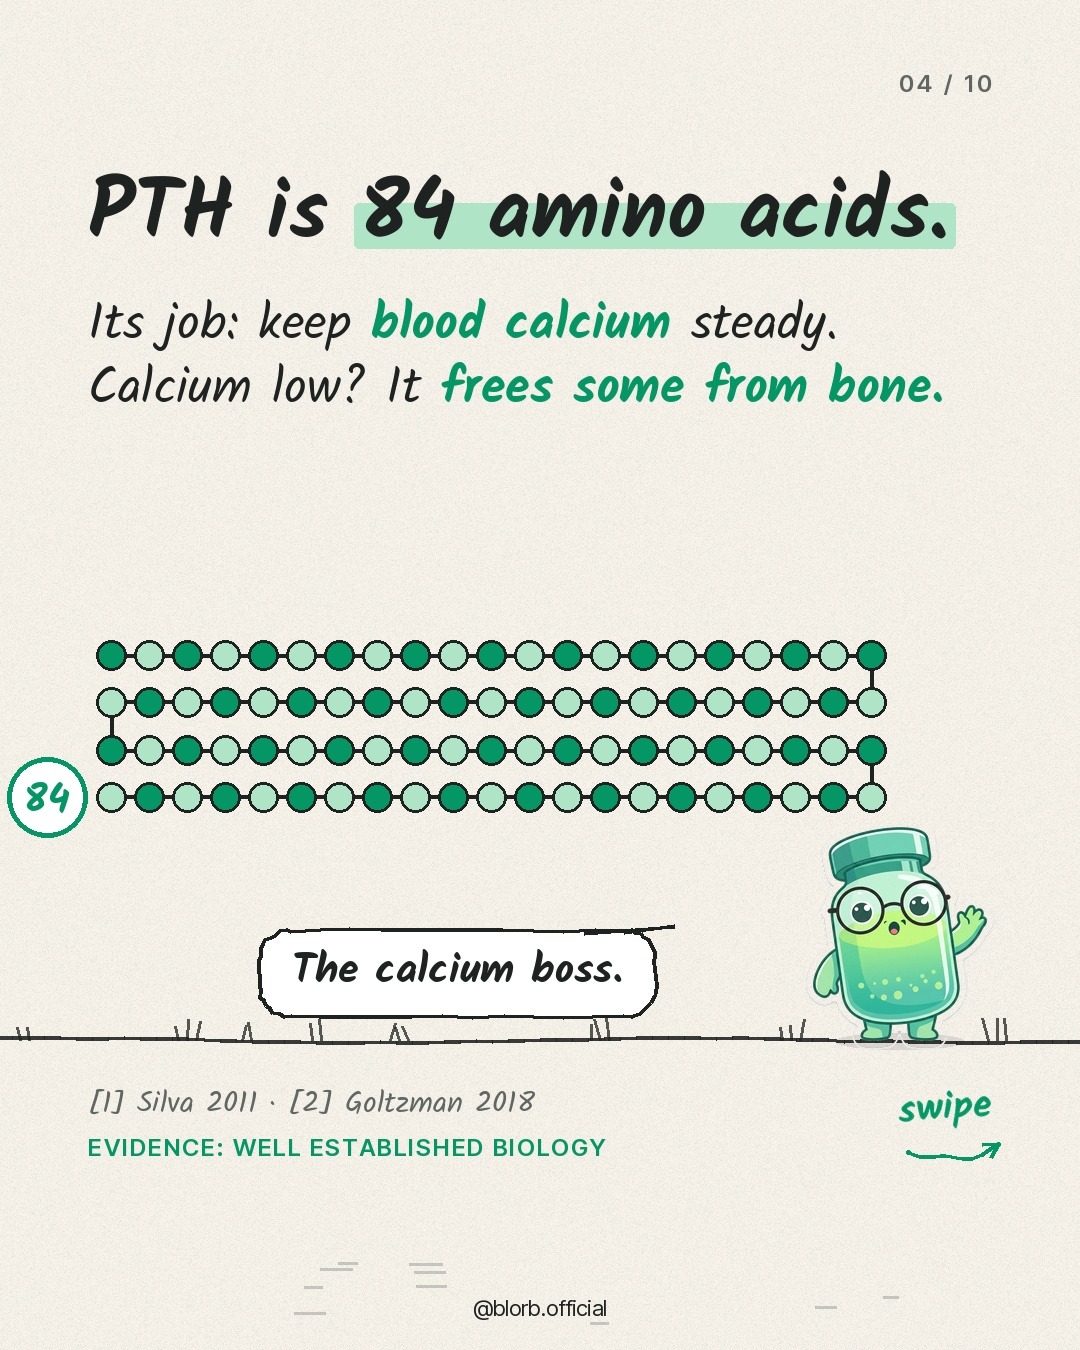 04 / 10
PTH is 84 amino acids.
Its job: keep blood calcium steady.
Calcium low? It frees some from bone.
84
The calcium boss.
[1] Silva 2011 · [2] Goltzman 2018
EVIDENCE: WELL ESTABLISHED BIOLOGY
swipe
@blorb.official